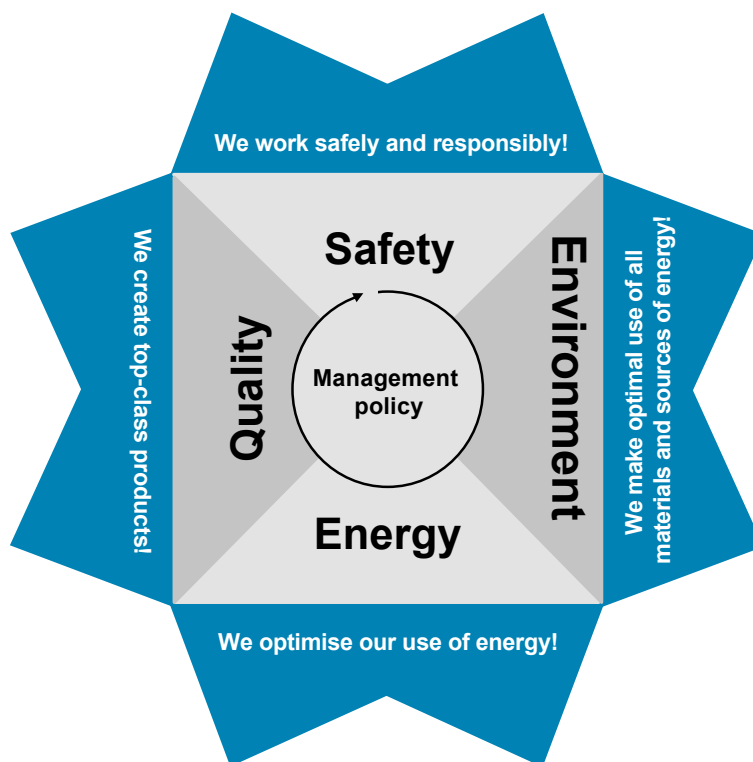 We work safely and responsibly!
Safety
We create top-class products!
Quality
Management
policy
Environment
We make optimal use of all
materials and sources of energy!
Energy
We optimise our use of energy!